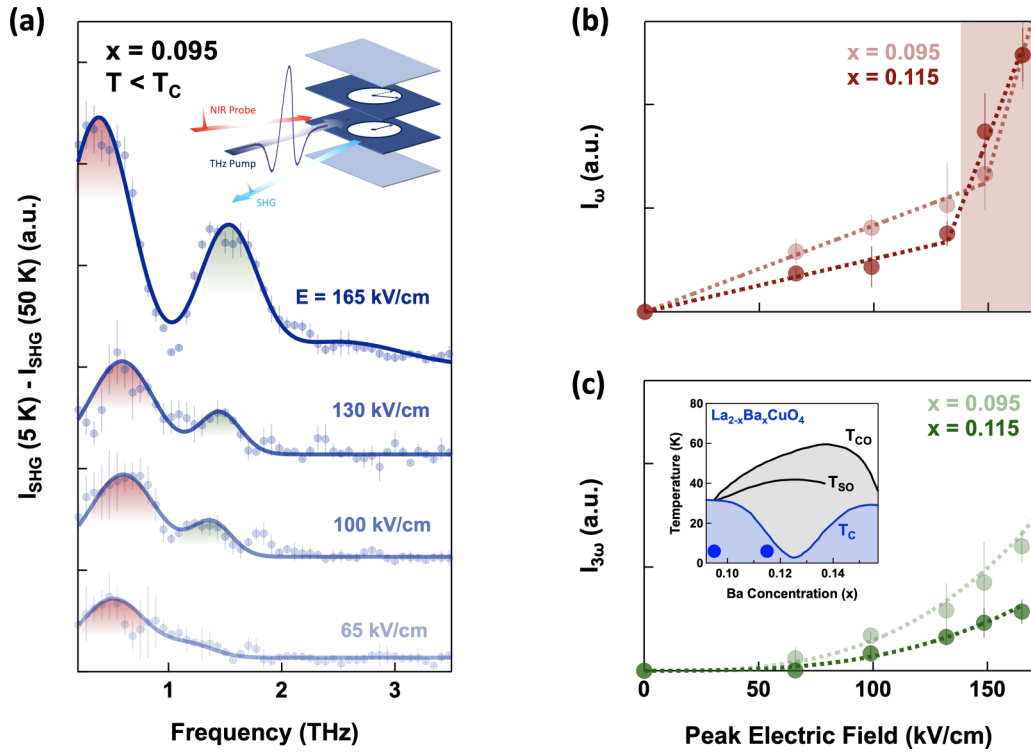 (a)
x = 0.095
T < T_C
NIR Probe
THz Pump
SHG
E = 165 kV/cm
130 kV/cm
100 kV/cm
65 kV/cm
I_SHG (5 K) - I_SHG (50 K) (a.u.)
1
2
3
Frequency (THz)
(b)
x = 0.095
x = 0.115
I_ω (a.u.)
(c)
x = 0.095
x = 0.115
I_3ω (a.u.)
La_2-xBa_xCuO_4
80
60
40
20
0
Temperature (K)
T_CO
T_SO
T_C
0.10
0.12
0.14
Ba Concentration (x)
0
50
100
150
Peak Electric Field (kV/cm)